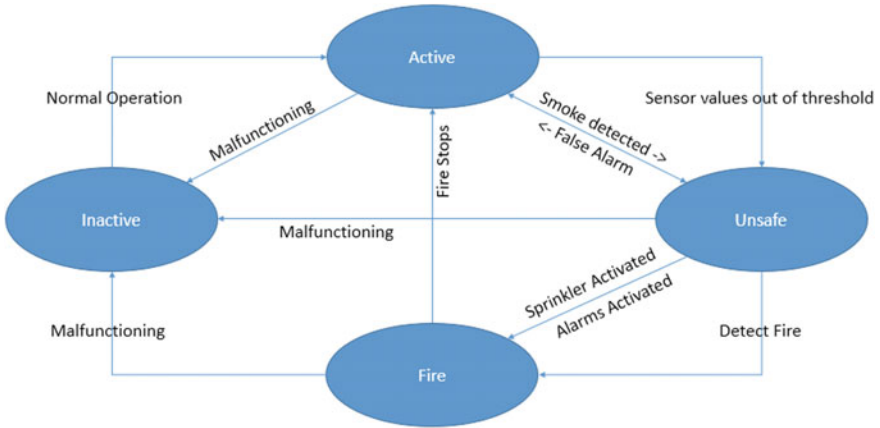 Active
Normal Operation
Malfunctioning
Fire Stops
Smoke detected ->
<- False Alarm
Sensor values out of threshold
Inactive
Malfunctioning
Unsafe
Sprinkler Activated
Alarms Activated
Malfunctioning
Detect Fire
Fire